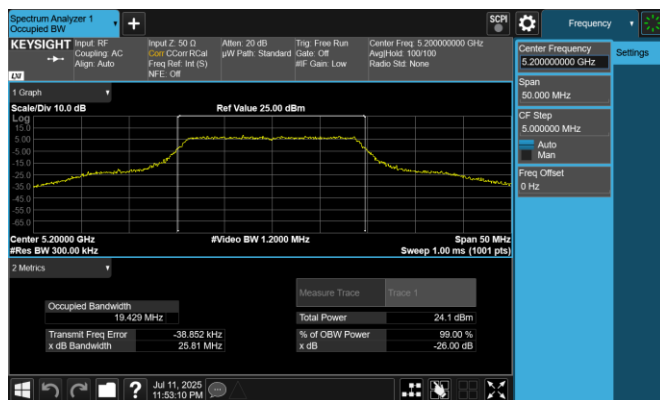 Spectrum Analyzer 1
Occupied BW
SCPI
Frequency
KEYSIGHT
Input: RF
Coupling: AC
Align: Auto
Input Z: 50 Ω
Corr CCorr RCal
Freq Ref: Int (S)
NFE: Off
Atten: 20 dB
µW Path: Standard
Trig: Free Run
Gate: Off
#IF Gain: Low
Center Freq: 5.200000000 GHz
Avg|Hold: 100/100
Radio Std: None
LXI
Center Frequency
5.200000000 GHz
Settings
Span
50.000 MHz
CF Step
5.000000 MHz
Auto
Man
Freq Offset
0 Hz
1 Graph
Scale/Div 10.0 dB
Ref Value 25.00 dBm
Log
15.0
5.00
-5.00
-15.0
-25.0
-35.0
-45.0
-55.0
-65.0
Center 5.20000 GHz
#Video BW 1.2000 MHz
Span 50 MHz
#Res BW 300.00 kHz
Sweep 1.00 ms (1001 pts)
2 Metrics
Measure Trace
Trace 1
Occupied Bandwidth
19.429 MHz
Total Power
24.1 dBm
Transmit Freq Error
-38.852 kHz
% of OBW Power
99.00 %
x dB Bandwidth
25.81 MHz
x dB
-26.00 dB
?
Jul 11, 2025
11:53:10 PM